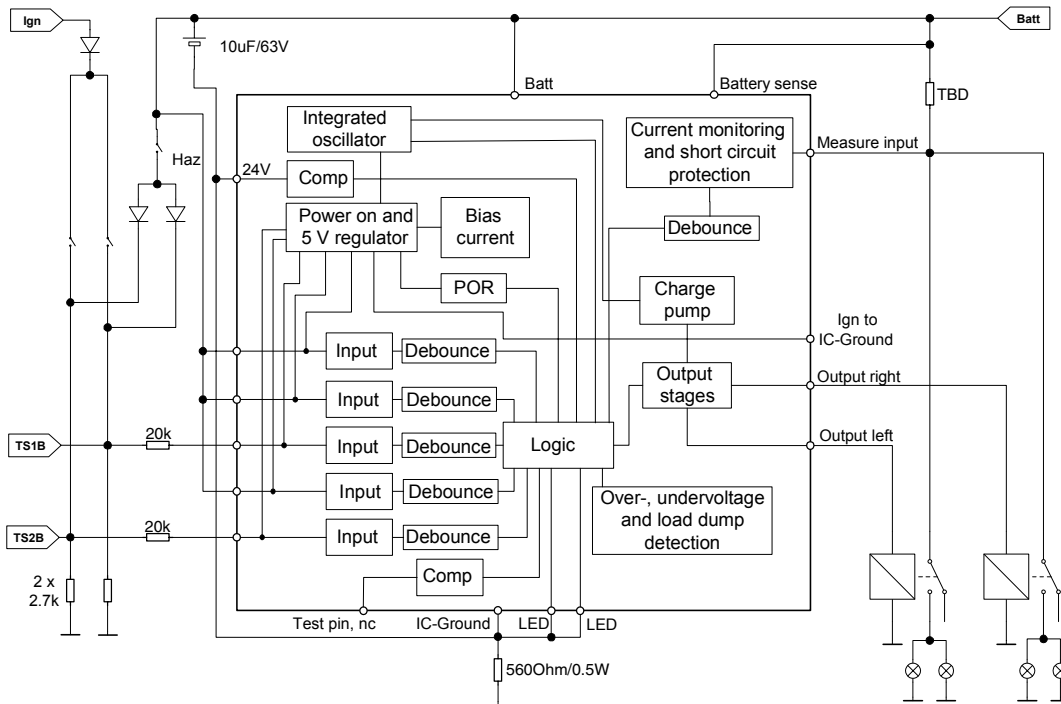 Ign
Batt
10uF/63V
Batt
Battery sense
TBD
Integrated
oscillator
Current monitoring
and short circuit
protection
Measure input
Haz
24V
Comp
Power on and
5 V regulator
Bias
current
Debounce
POR
Charge
pump
Ign to
IC-Ground
Input
Debounce
Output
stages
Output right
Input
Debounce
TS1B
20k
Input
Debounce
Logic
Output left
Input
Debounce
Over-, undervoltage
and load dump
detection
TS2B
20k
Input
Debounce
2 x
2.7k
Comp
Test pin, nc
IC-Ground
LED
LED
560Ohm/0.5W